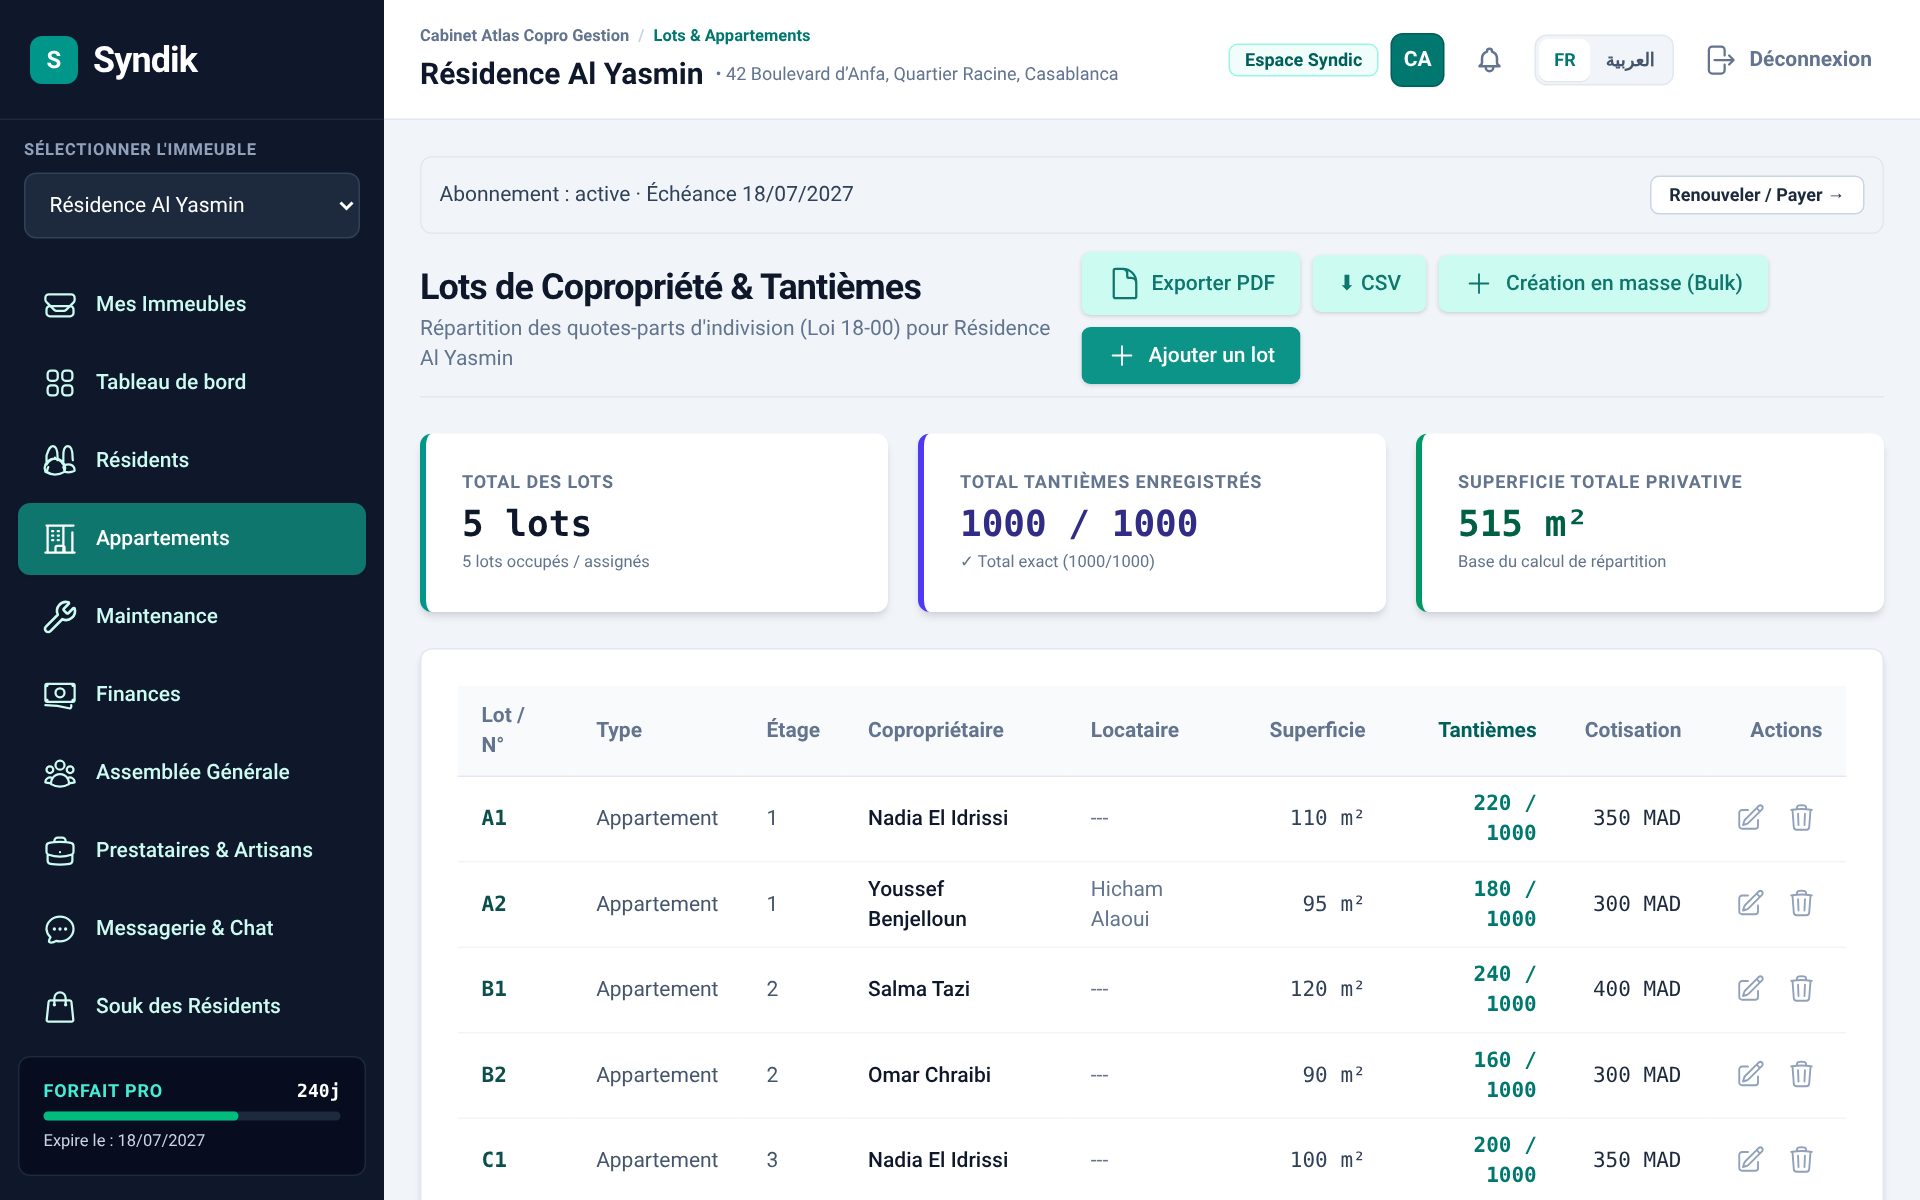 S Syndik
SÉLECTIONNER L'IMMEUBLE
Résidence Al Yasmin
Mes Immeubles
Tableau de bord
Résidents
Appartements
Maintenance
Finances
Assemblée Générale
Prestataires & Artisans
Messagerie & Chat
Souk des Résidents
FORFAIT PRO 240j
Expire le : 18/07/2027
Cabinet Atlas Copro Gestion / Lots & Appartements
Résidence Al Yasmin • 42 Boulevard d’Anfa, Quartier Racine, Casablanca
Espace Syndic CA FR العربية Déconnexion
Abonnement : active · Échéance 18/07/2027 Renouveler / Payer →
Lots de Copropriété & Tantièmes
Répartition des quotes-parts d'indivision (Loi 18-00) pour Résidence
Al Yasmin
Exporter PDF ⬇ CSV Création en masse (Bulk)
Ajouter un lot
TOTAL DES LOTS
5 lots
5 lots occupés / assignés
TOTAL TANTIÈMES ENREGISTRÉS
1000 / 1000
✓ Total exact (1000/1000)
SUPERFICIE TOTALE PRIVATIVE
515 m²
Base du calcul de répartition
Lot / N° Type Étage Copropriétaire Locataire Superficie Tantièmes Cotisation Actions
A1 Appartement 1 Nadia El Idrissi --- 110 m² 220 / 1000 350 MAD
A2 Appartement 1 Youssef Benjelloun Hicham Alaoui 95 m² 180 / 1000 300 MAD
B1 Appartement 2 Salma Tazi --- 120 m² 240 / 1000 400 MAD
B2 Appartement 2 Omar Chraibi --- 90 m² 160 / 1000 300 MAD
C1 Appartement 3 Nadia El Idrissi --- 100 m² 200 / 1000 350 MAD